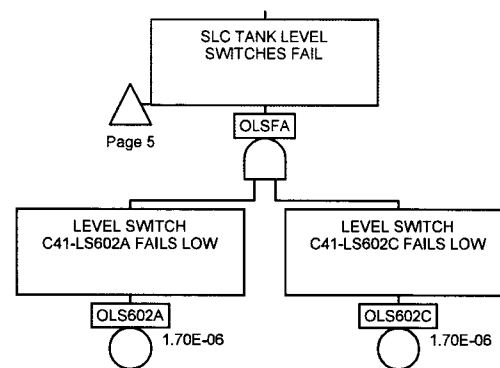 SLC TANK LEVEL
SWITCHES FAIL
OLSFA
Page 5
LEVEL SWITCH
C41-LS602A FAILS LOW
LEVEL SWITCH
C41-LS602C FAILS LOW
OLS602A
1.70E-06
OLS602C
1.70E-06